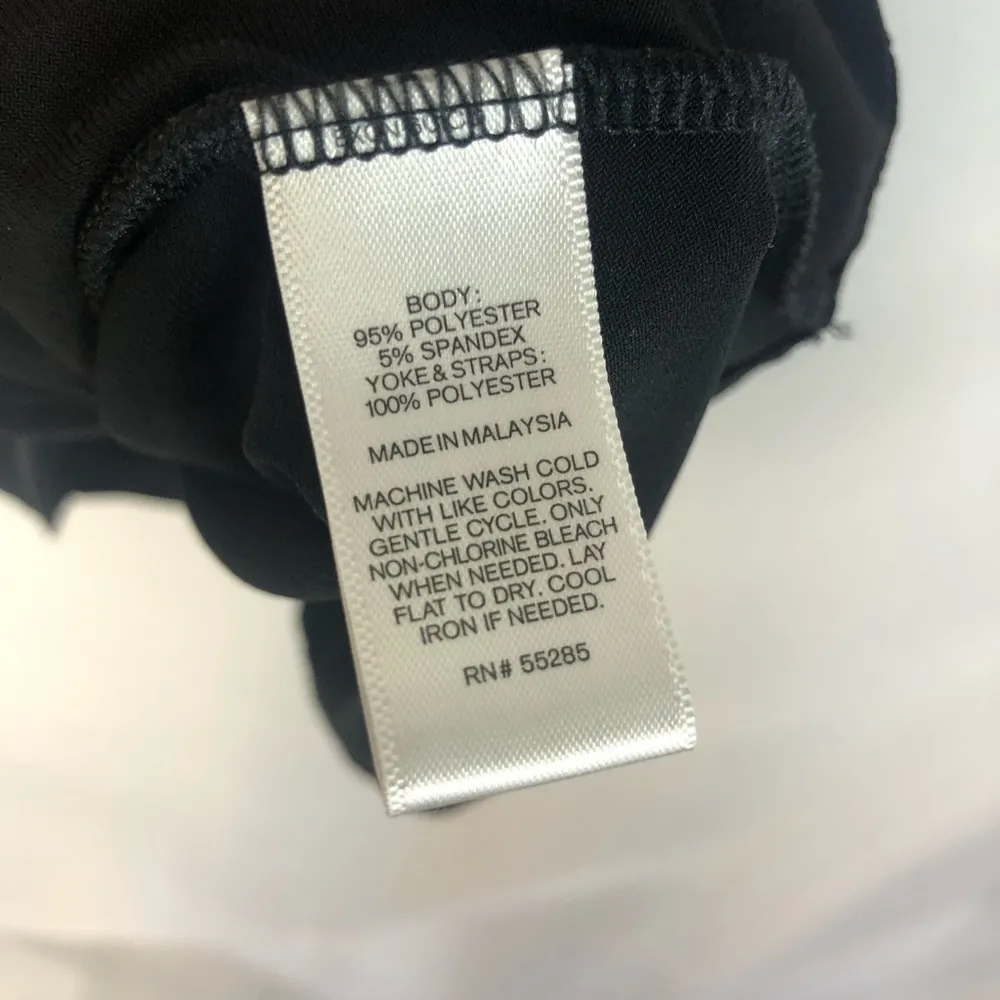 BODY:
95% POLYESTER
5% SPANDEX
YOKE & STRAPS:
100% POLYESTER
MADE IN MALAYSIA
MACHINE WASH COLD
WITH LIKE COLORS.
GENTLE CYCLE. ONLY
NON-CHLORINE BLEACH
WHEN NEEDED. LAY
FLAT TO DRY. COOL
IRON IF NEEDED.
RN# 55285